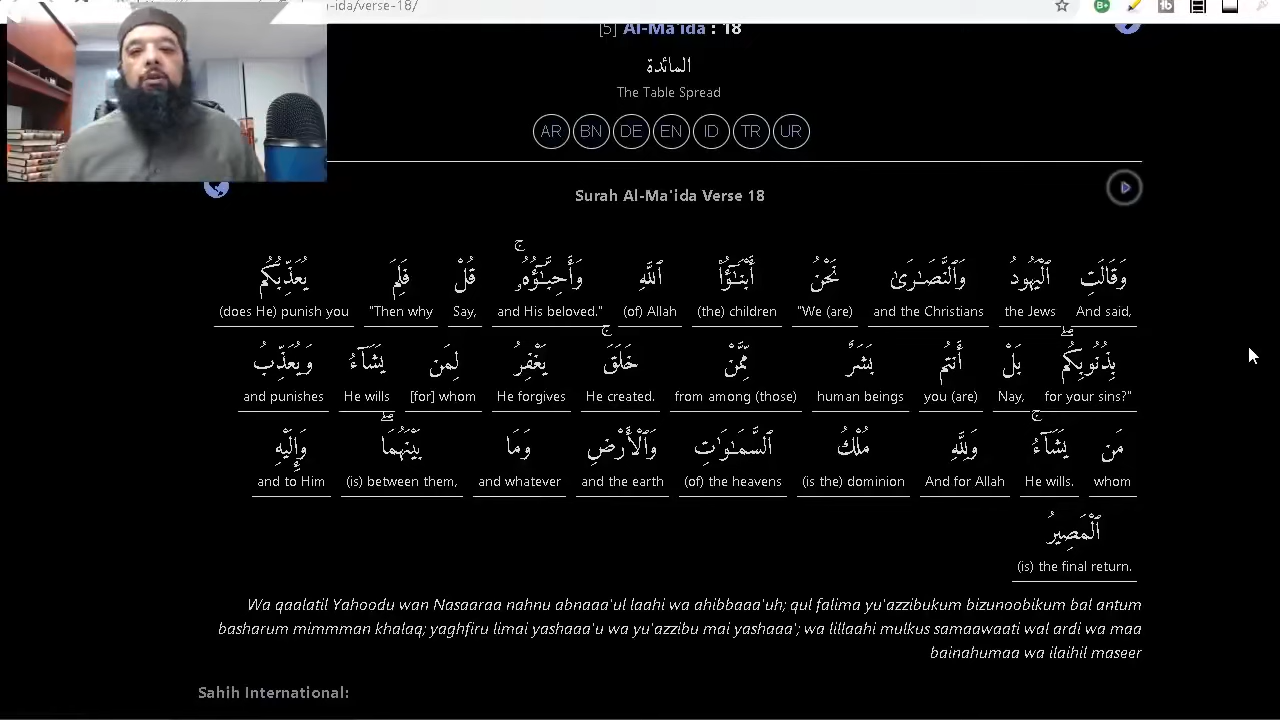 -ida/verse-18/
[5] Al-Ma'ida : 18
المائدة
The Table Spread
AR BN DE EN ID TR UR
Surah Al-Ma'ida Verse 18
وَقَالَتِ ٱلْيَهُودُ وَٱلنَّصَـٰرَىٰ نَحْنُ أَبْنَـٰٓؤُا۟ ٱللَّهِ وَأَحِبَّـٰٓؤُهُۥ ۚ قُلْ فَلِمَ يُعَذِّبُكُم
And said, the Jews and the Christians "We (are) (the) children (of) Allah and His beloved." Say, "Then why (does He) punish you
بِذُنُوبِكُم ۖ بَلْ أَنتُم بَشَرٌ مِّمَّنْ خَلَقَ ۚ يَغْفِرُ لِمَن يَشَآءُ وَيُعَذِّبُ
for your sins?" Nay, you (are) human beings from among (those) He created. He forgives [for] whom He wills and punishes
مَن يَشَآءُ ۚ وَلِلَّهِ مُلْكُ ٱلسَّمَـٰوَٰتِ وَٱلْأَرْضِ وَمَا بَيْنَهُمَا ۖ وَإِلَيْهِ
whom He wills. And for Allah (is the) dominion (of) the heavens and the earth and whatever (is) between them, and to Him
ٱلْمَصِيرُ
(is) the final return.
Wa qaalatil Yahoodu wan Nasaaraa nahnu abnaaa'ul laahi wa ahibbaaa'uh; qul falima yu'azzibukum bizunoobikum bal antum
basharum mimmman khalaq; yaghfiru limai yashaaa'u wa yu'azzibu mai yashaaa'; wa lillaahi mulkus samaawaati wal ardi wa maa
bainahumaa wa ilaihil maseer
Sahih International: